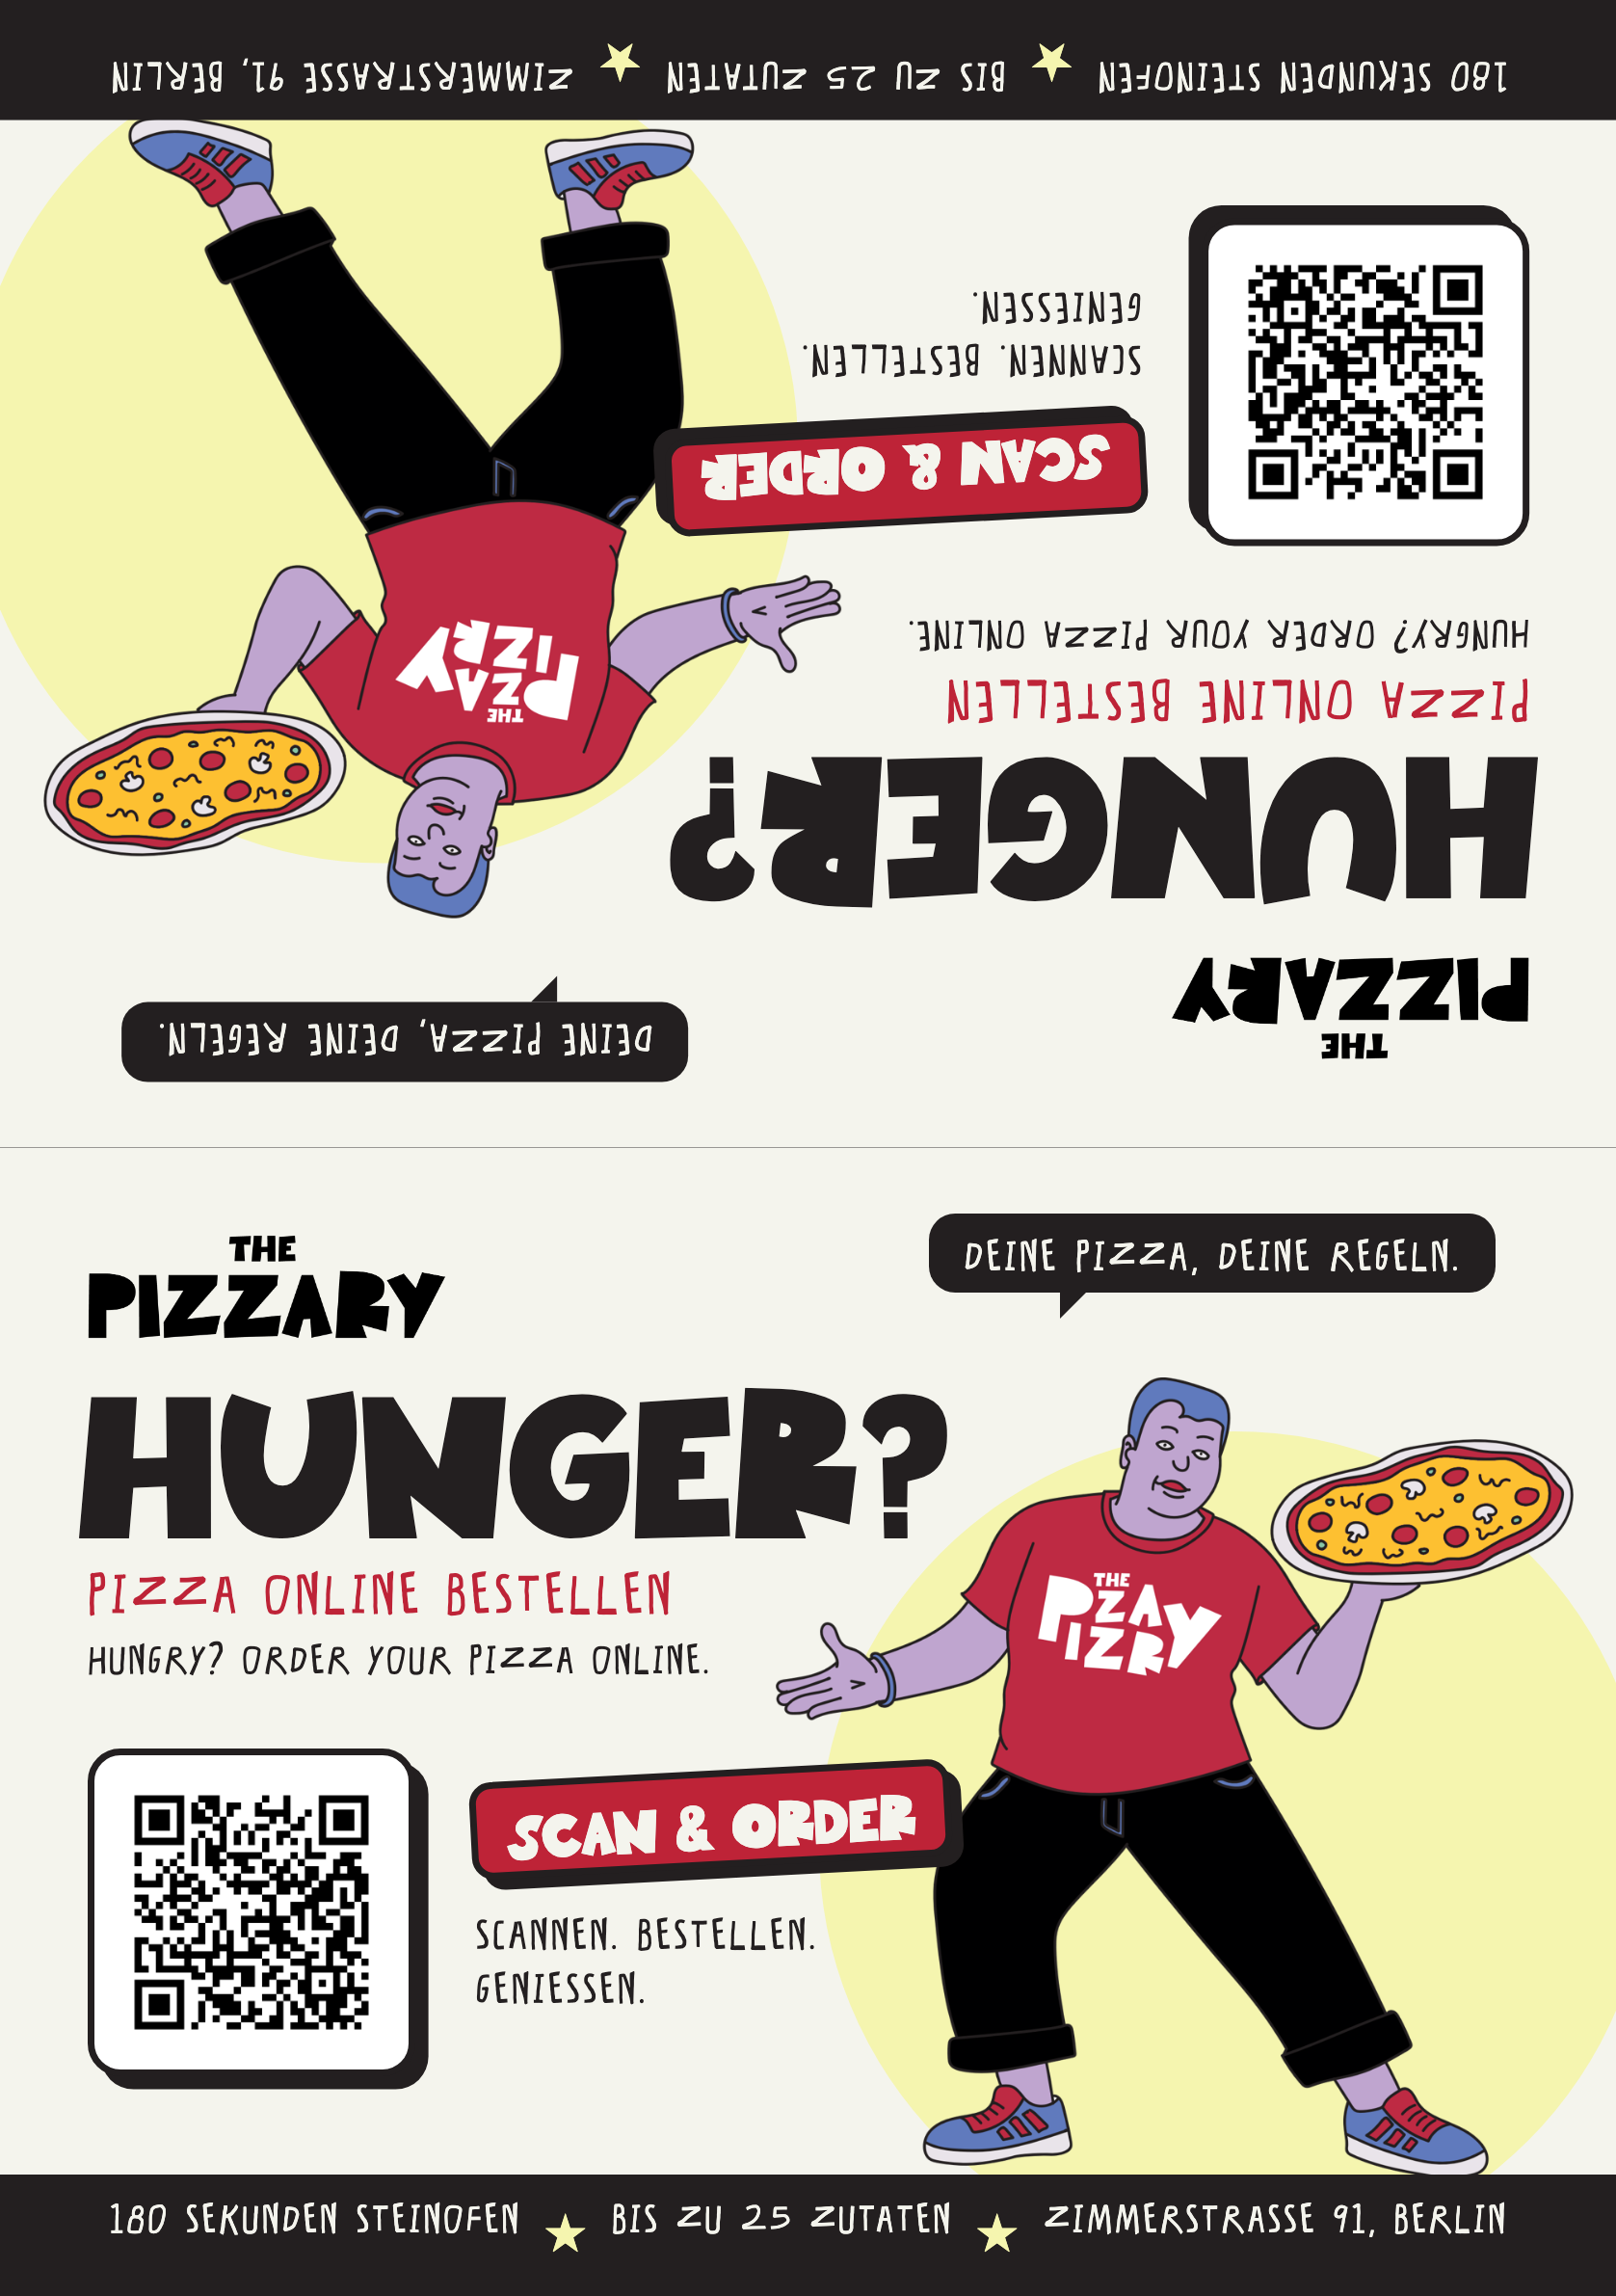 180 SEKUNDEN STEINOFEN ★ BIS ZU 25 ZUTATEN ★ ZIMMERSTRASSE 91, BERLIN
GENIESSEN.
SCANNEN. BESTELLEN.
SCAN & ORDER
HUNGRY? ORDER YOUR PIZZA ONLINE.
PIZZA ONLINE BESTELLEN
THE
PIZZARY
HUNGER?
THE
PIZZARY
DEINE PIZZA, DEINE REGELN.
THE
PIZZARY
DEINE PIZZA, DEINE REGELN.
HUNGER?
PIZZA ONLINE BESTELLEN
HUNGRY? ORDER YOUR PIZZA ONLINE.
THE
PIZZARY
SCAN & ORDER
SCANNEN. BESTELLEN.
GENIESSEN.
180 SEKUNDEN STEINOFEN ★ BIS ZU 25 ZUTATEN ★ ZIMMERSTRASSE 91, BERLIN